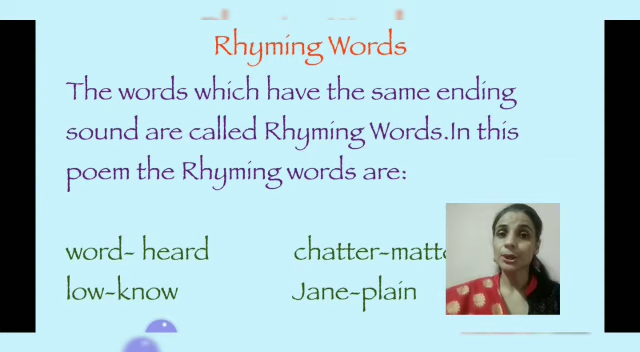 Rhyming Words
The words which have the same ending
sound are called Rhyming Words.In this
poem the Rhyming words are:
word- heard chatter-
low-know Jane-plain